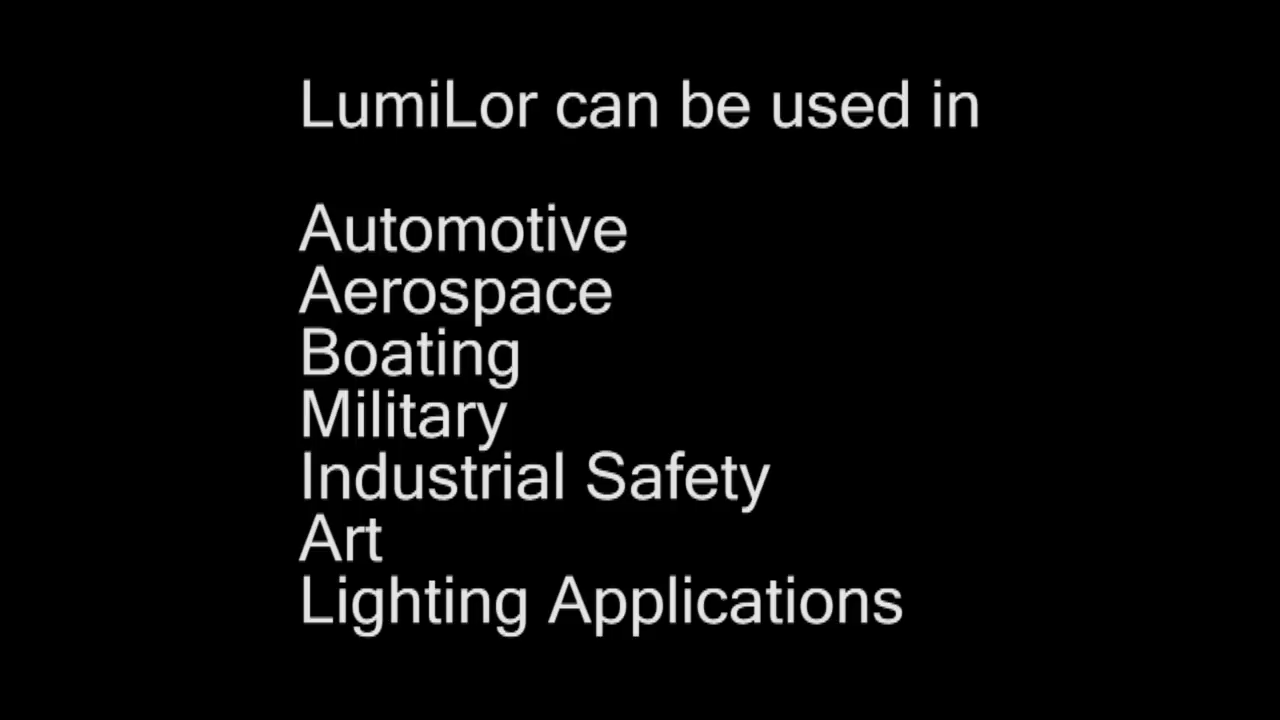 LumiLor can be used in
Automotive
Aerospace
Boating
Military
Industrial Safety
Art
Lighting Applications